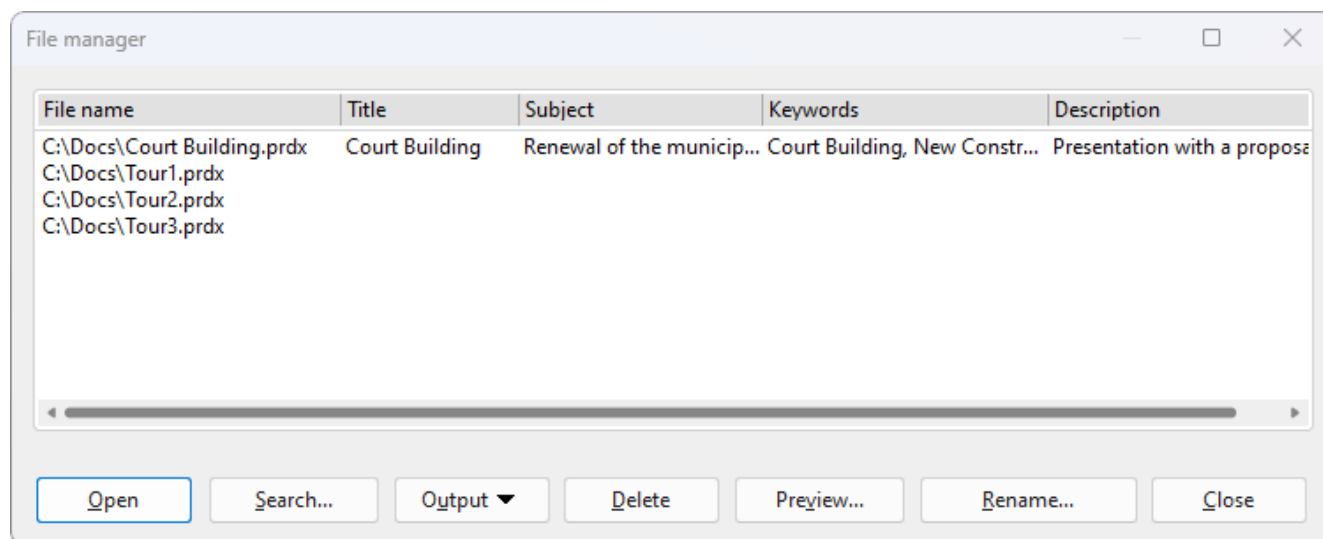 File manager
File name Title Subject Keywords Description
C:\Docs\Court Building.prdx Court Building Renewal of the municip... Court Building, New Constr... Presentation with a proposa
C:\Docs\Tour1.prdx
C:\Docs\Tour2.prdx
C:\Docs\Tour3.prdx
Open Search... Output Delete Preview... Rename... Close